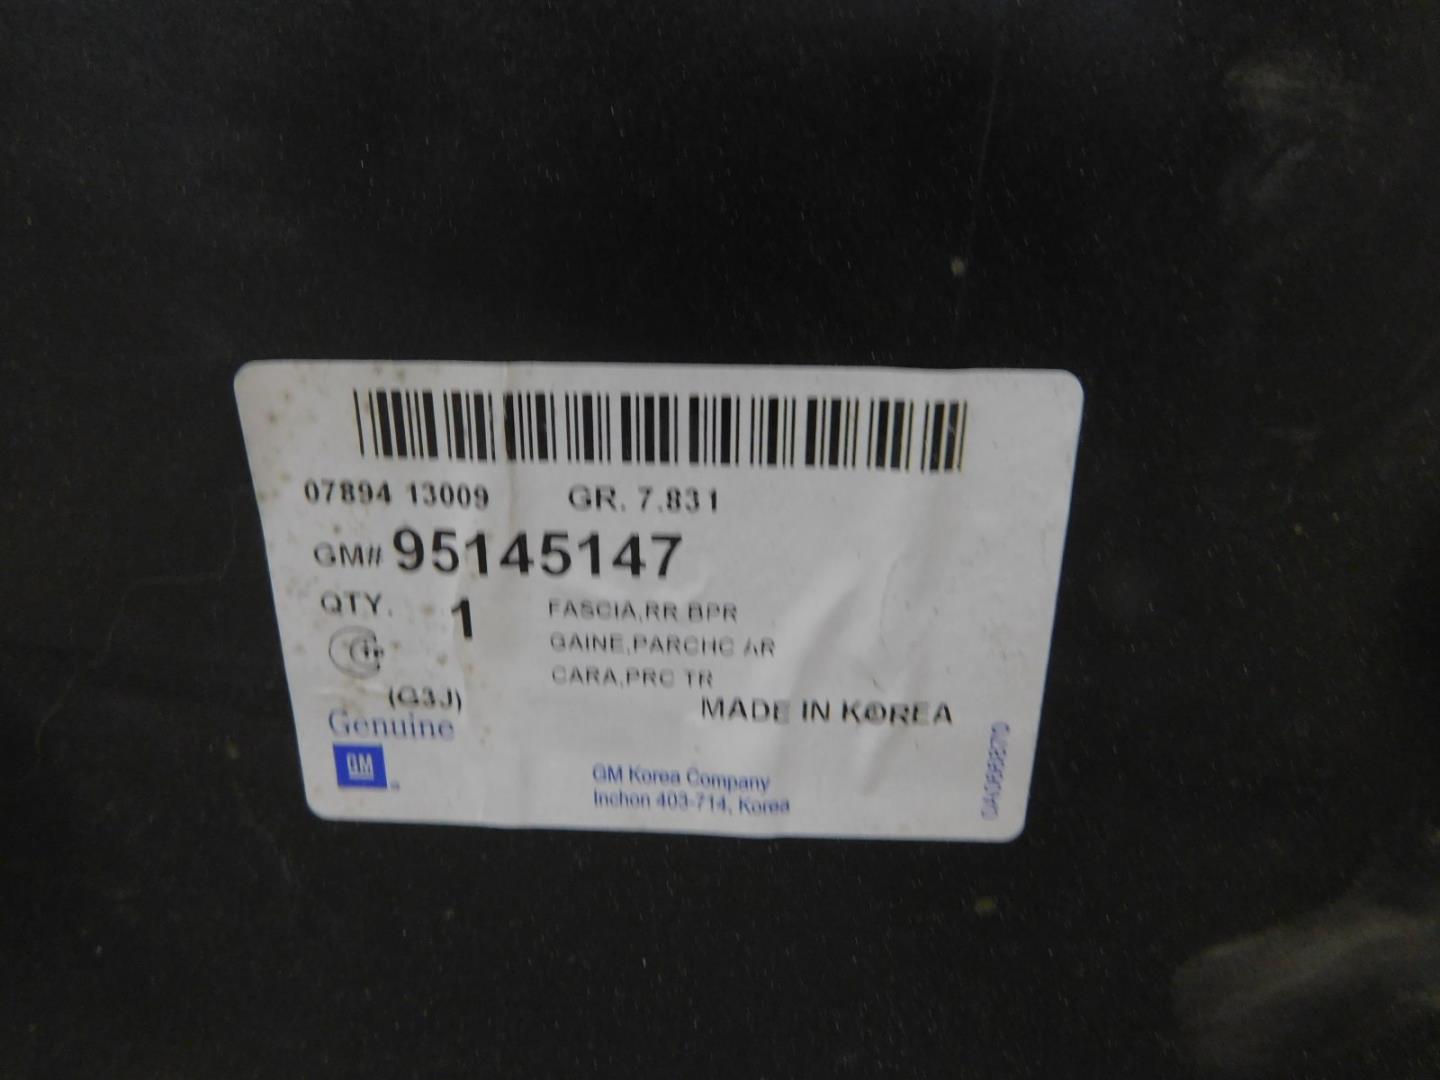 07894 13009 GR. 7.831
GM# 95145147
QTY. 1
FASCIA,RR BPR
GAINE,PARCHC AR
CARA,PRC TR
(G3J)
MADE IN KOREA
Genuine
GM
GM Korea Company
Inchon 403-714, Korea